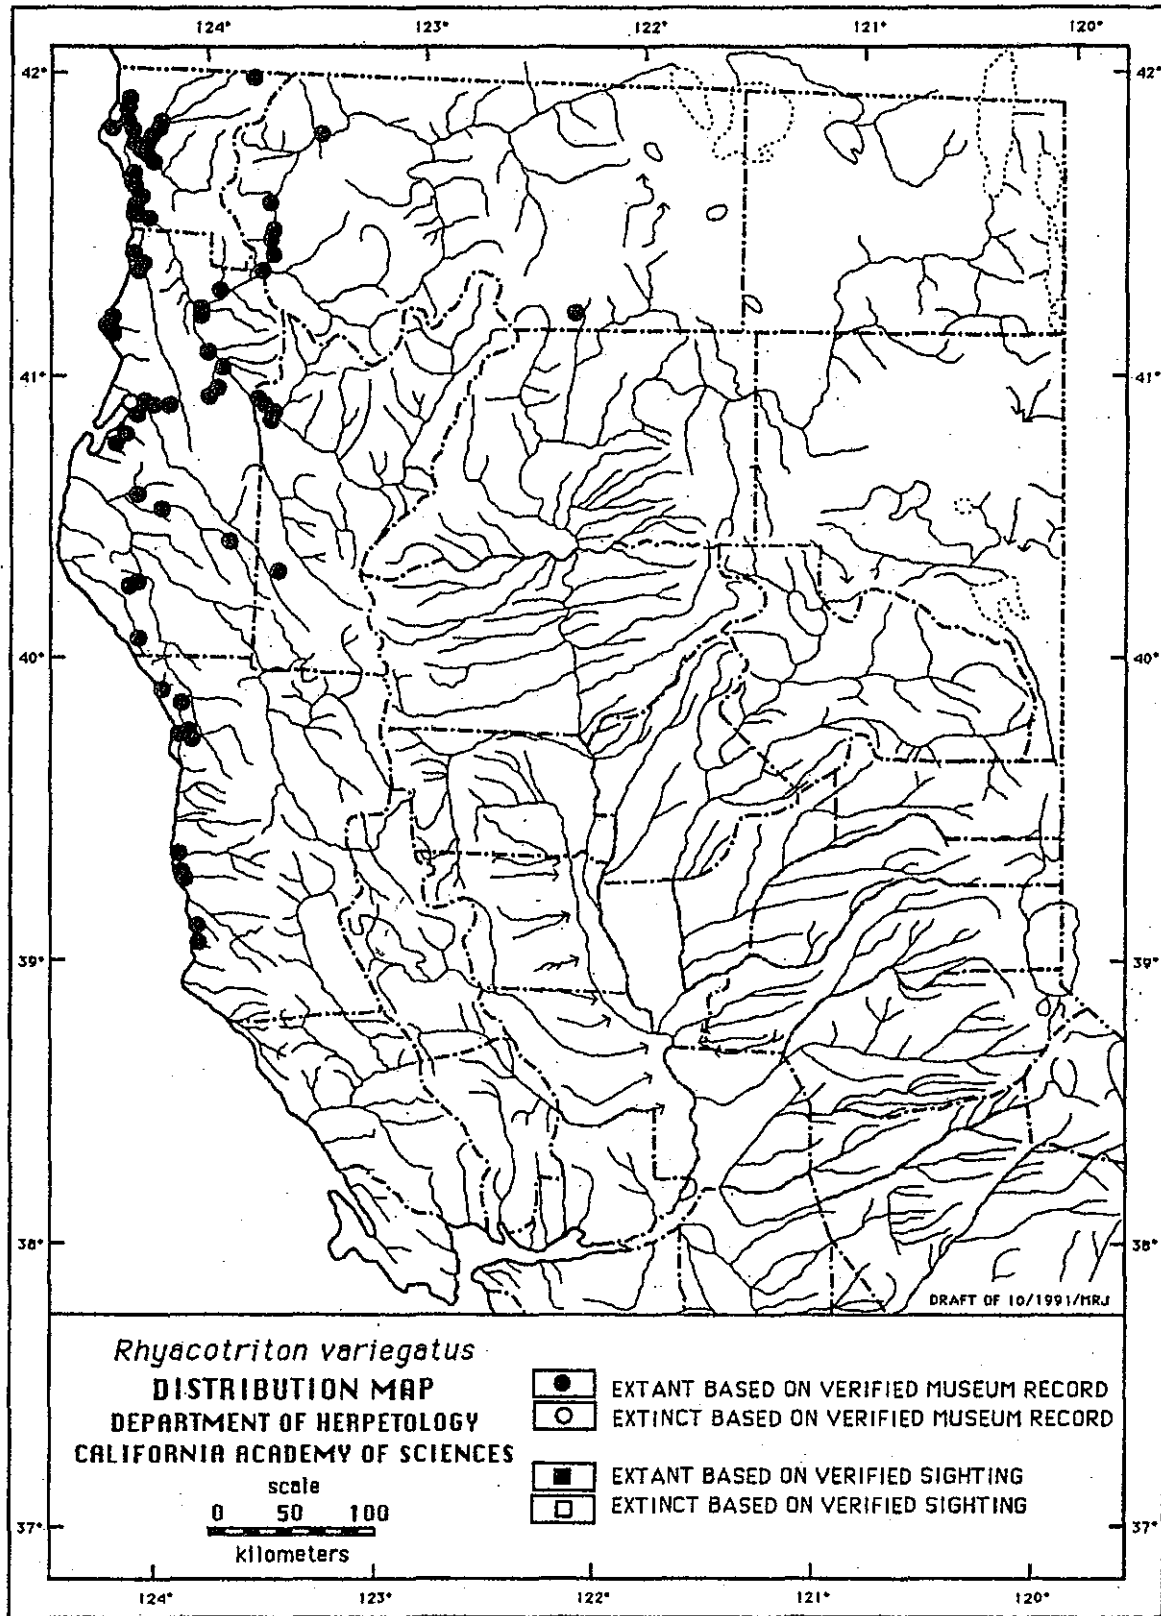 124° 123° 122° 121° 120°
42° 42°
41° 41°
40° 40°
39° 39°
38° 38°
DRAFT OF 10/1991/MRJ
Rhyacotriton variegatus
DISTRIBUTION MAP
DEPARTMENT OF HERPETOLOGY
CALIFORNIA ACADEMY OF SCIENCES
scale
0 50 100
kilometers
EXTANT BASED ON VERIFIED MUSEUM RECORD
EXTINCT BASED ON VERIFIED MUSEUM RECORD
EXTANT BASED ON VERIFIED SIGHTING
EXTINCT BASED ON VERIFIED SIGHTING
37° 37°
124° 123° 122° 121° 120°